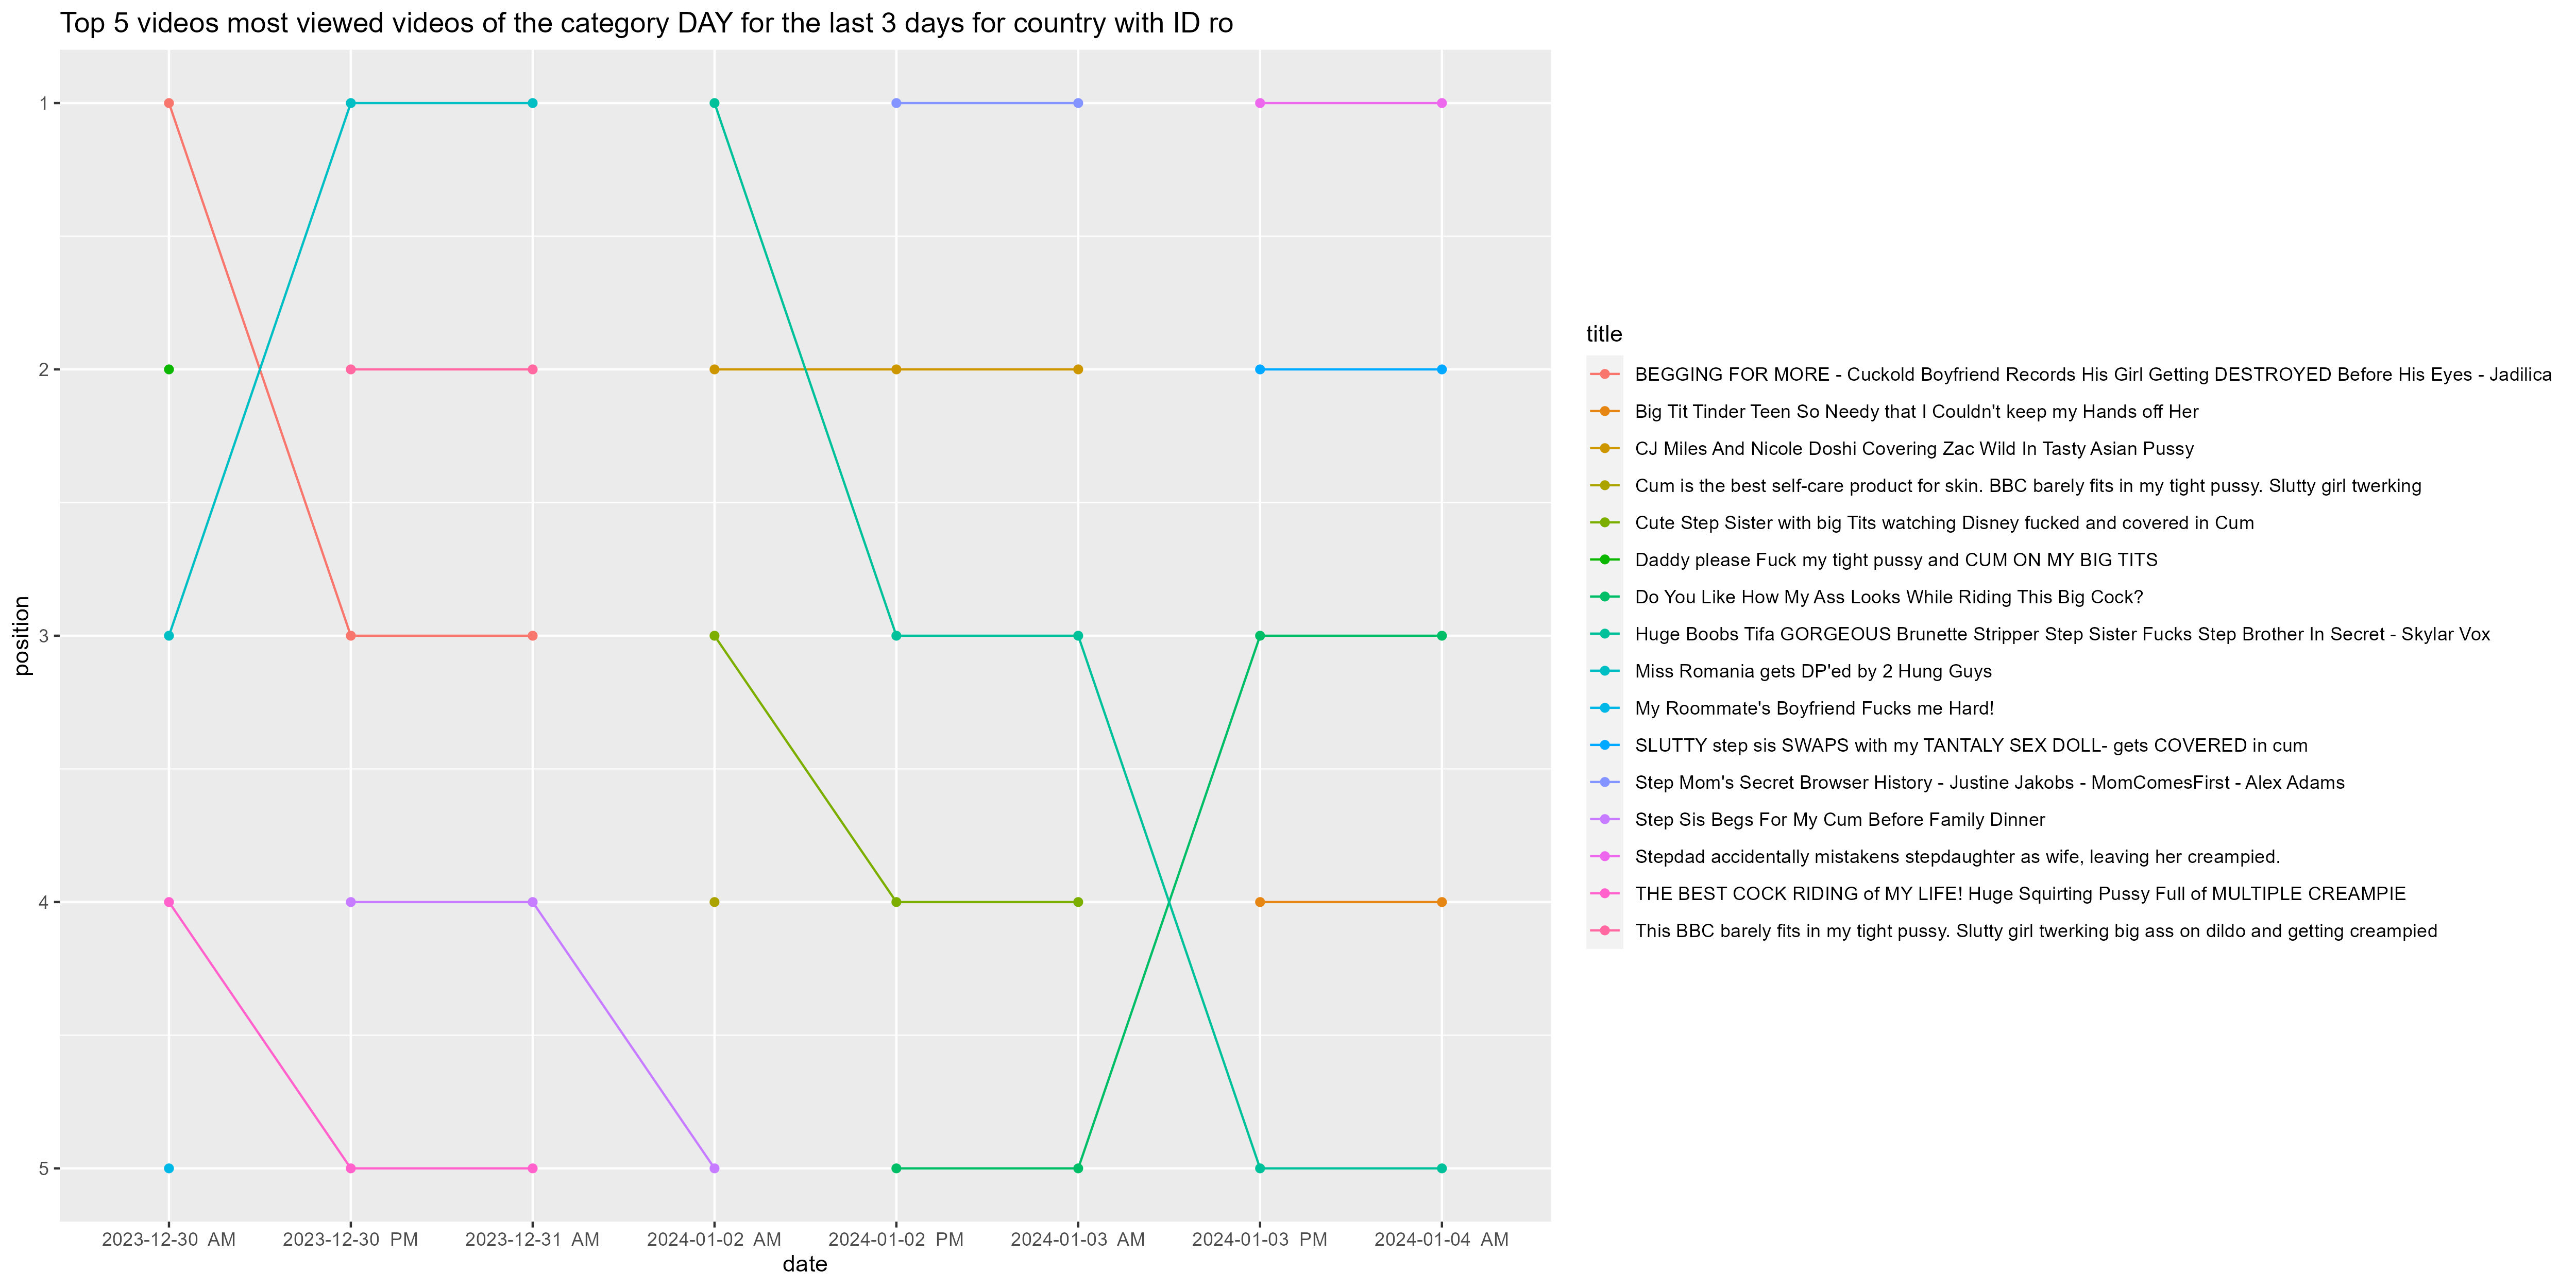 Top 5 videos most viewed videos of the category DAY for the last 3 days for country with ID ro
position
1
2
3
4
5
2023-12-30 AM
2023-12-30 PM
2023-12-31 AM
2024-01-02 AM
2024-01-02 PM
2024-01-03 AM
2024-01-03 PM
2024-01-04 AM
date
title
BEGGING FOR MORE - Cuckold Boyfriend Records His Girl Getting DESTROYED Before His Eyes - Jadilica
Big Tit Tinder Teen So Needy that I Couldn't keep my Hands off Her
CJ Miles And Nicole Doshi Covering Zac Wild In Tasty Asian Pussy
Cum is the best self-care product for skin. BBC barely fits in my tight pussy. Slutty girl twerking
Cute Step Sister with big Tits watching Disney fucked and covered in Cum
Daddy please Fuck my tight pussy and CUM ON MY BIG TITS
Do You Like How My Ass Looks While Riding This Big Cock?
Huge Boobs Tifa GORGEOUS Brunette Stripper Step Sister Fucks Step Brother In Secret - Skylar Vox
Miss Romania gets DP'ed by 2 Hung Guys
My Roommate's Boyfriend Fucks me Hard!
SLUTTY step sis SWAPS with my TANTALY SEX DOLL- gets COVERED in cum
Step Mom's Secret Browser History - Justine Jakobs - MomComesFirst - Alex Adams
Step Sis Begs For My Cum Before Family Dinner
Stepdad accidentally mistakens stepdaughter as wife, leaving her creampied.
THE BEST COCK RIDING of MY LIFE! Huge Squirting Pussy Full of MULTIPLE CREAMPIE
This BBC barely fits in my tight pussy. Slutty girl twerking big ass on dildo and getting creampied